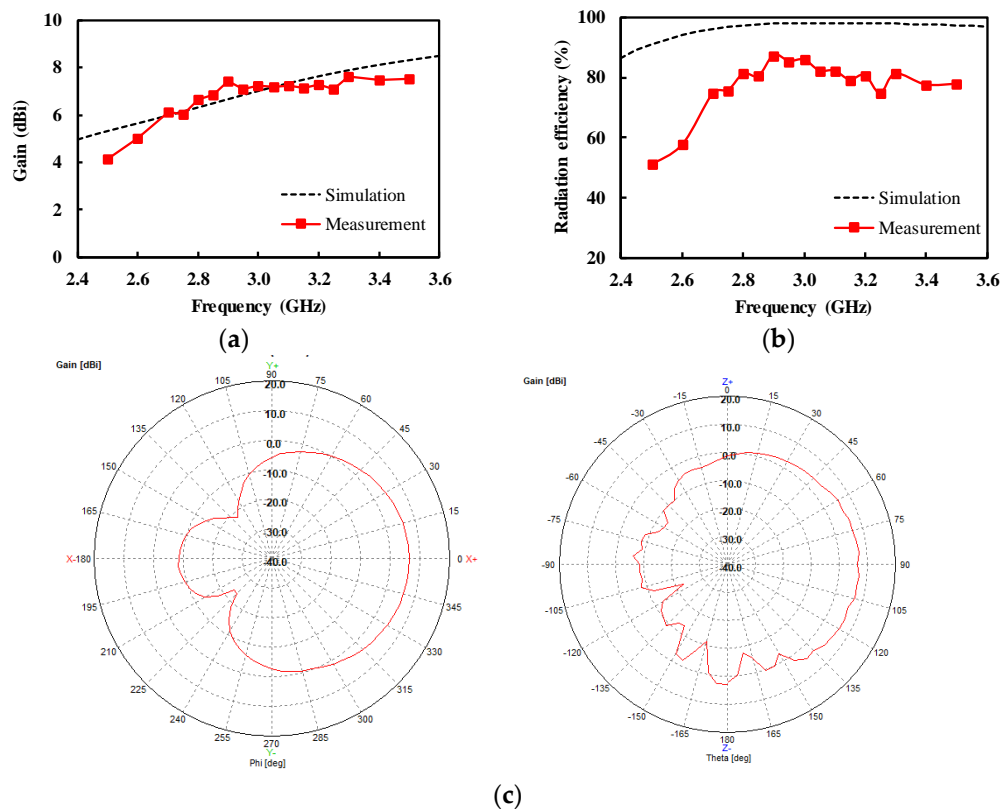 10
8
6
4
2
0
Gain (dBi)
Simulation
Measurement
2.4 2.6 2.8 3.0 3.2 3.4 3.6
Frequency (GHz)
(a)
100
80
60
40
20
Radiation efficiency (%)
Simulation
Measurement
2.4 2.6 2.8 3.0 3.2 3.4 3.6
Frequency (GHz)
(b)
Gain [dBi]
Y+
90
105 75
120 60
135 45
150 30
165 15
X-180 0 X+
195 345
210 330
225 315
240 300
255 285
270
Y-
20.0
10.0
0.0
-10.0
-20.0
-30.0
-40.0
Phi [deg]
Gain [dBi]
Z+
0
-15 15
-30 30
-45 45
-60 60
-75 75
-90 90
-105 105
-120 120
-135 135
-150 150
-165 165
180
Z-
20.0
10.0
0.0
-10.0
-20.0
-30.0
-40.0
Theta [deg]
(c)